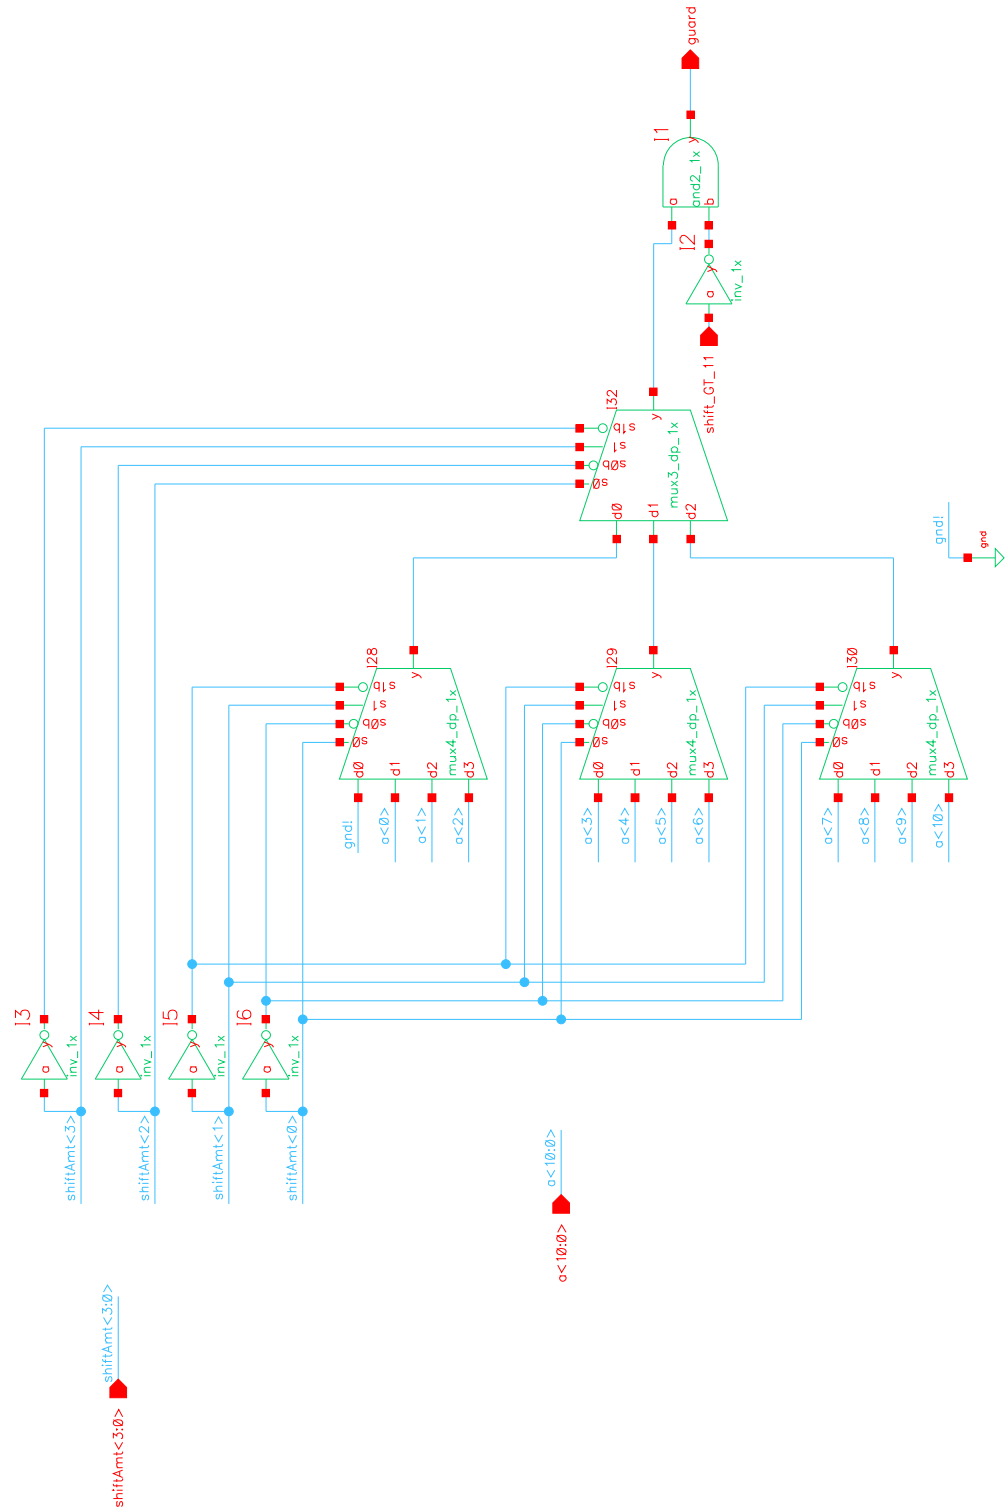 guard
I1
y
and2_1x
a
b
I2
y
a
inv_1x
shift_GT_11
I32
y
s1b
s1
s0b
s0
mux3_dp_1x
d0
d1
d2
gnd!
gnd
I28
y
s1b
s1
s0b
s0
mux4_dp_1x
d0
d1
d2
d3
gnd!
a<0>
a<1>
a<2>
I29
y
s1b
s1
s0b
s0
mux4_dp_1x
d0
d1
d2
d3
a<3>
a<4>
a<5>
a<6>
I30
y
s1b
s1
s0b
s0
mux4_dp_1x
d0
d1
d2
d3
a<7>
a<8>
a<9>
a<10>
I3
y
a
inv_1x
I4
y
a
inv_1x
I5
y
a
inv_1x
I6
y
a
inv_1x
shiftAmt<3>
shiftAmt<2>
shiftAmt<1>
shiftAmt<0>
a<10:0>
a<10:0>
shiftAmt<3:0>
shiftAmt<3:0>